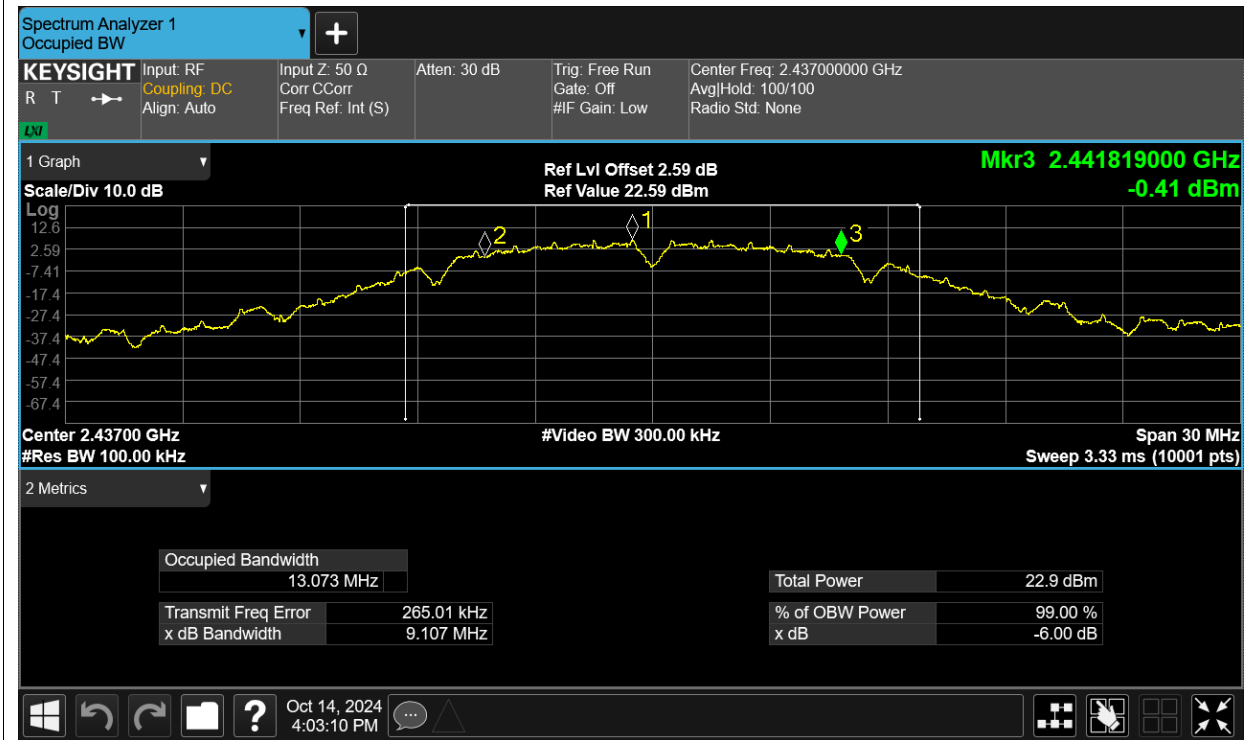 Spectrum Analyzer 1
Occupied BW
+
KEYSIGHT
R T
LXI
Input: RF
Coupling: DC
Align: Auto
Input Z: 50 Ω
Corr CCorr
Freq Ref: Int (S)
Atten: 30 dB
Trig: Free Run
Gate: Off
#IF Gain: Low
Center Freq: 2.437000000 GHz
Avg|Hold: 100/100
Radio Std: None
1 Graph
Scale/Div 10.0 dB
Ref Lvl Offset 2.59 dB
Ref Value 22.59 dBm
Mkr3 2.441819000 GHz
-0.41 dBm
Log
12.6
2.59
-7.41
-17.4
-27.4
-37.4
-47.4
-57.4
-67.4
2
1
3
Center 2.43700 GHz
#Res BW 100.00 kHz
#Video BW 300.00 kHz
Span 30 MHz
Sweep 3.33 ms (10001 pts)
2 Metrics
Occupied Bandwidth
13.073 MHz
Transmit Freq Error 265.01 kHz
x dB Bandwidth 9.107 MHz
Total Power 22.9 dBm
% of OBW Power 99.00 %
x dB -6.00 dB
?
Oct 14, 2024
4:03:10 PM